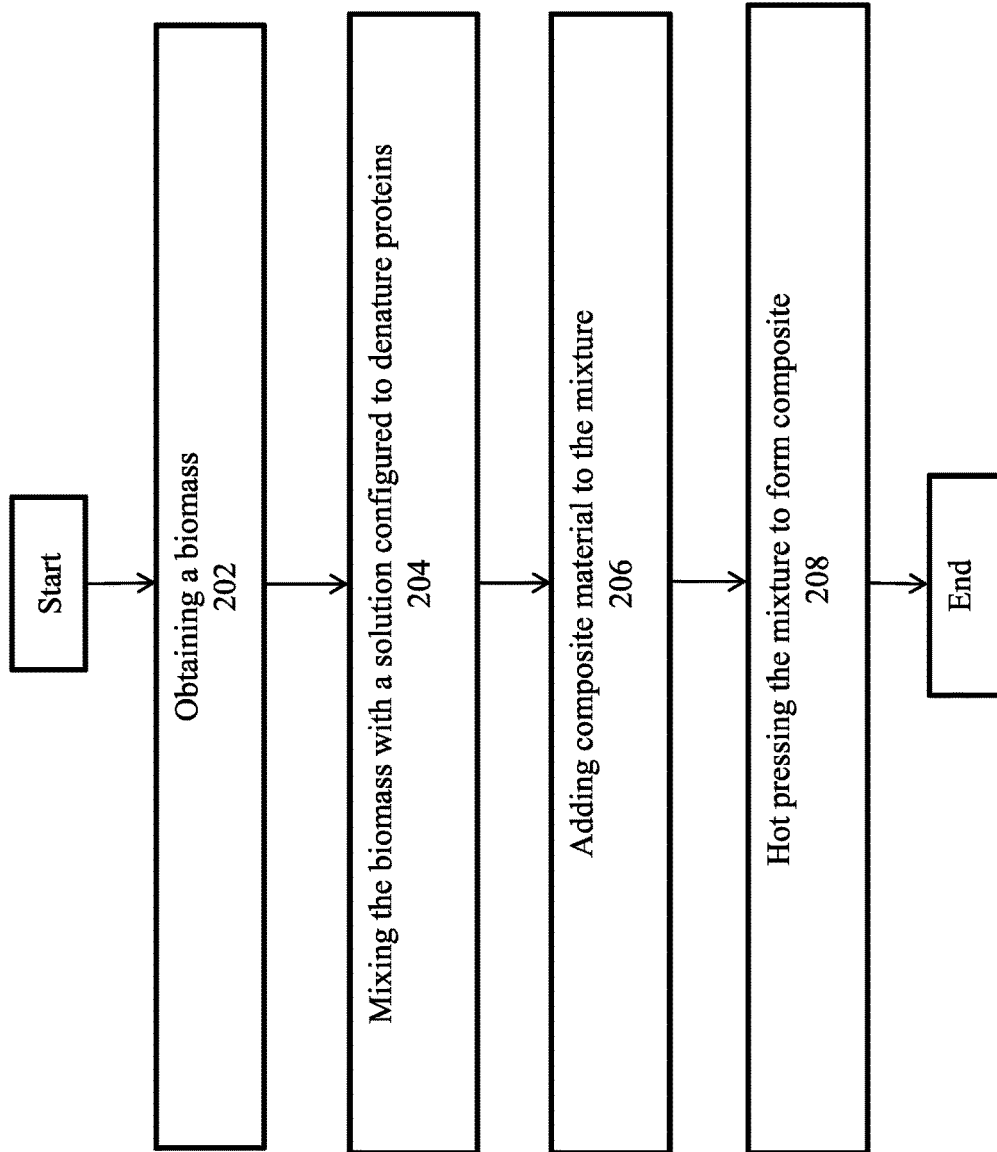 Start
Obtaining a biomass
202
Mixing the biomass with a solution configured to denature proteins
204
Adding composite material to the mixture
206
Hot pressing the mixture to form composite
208
End